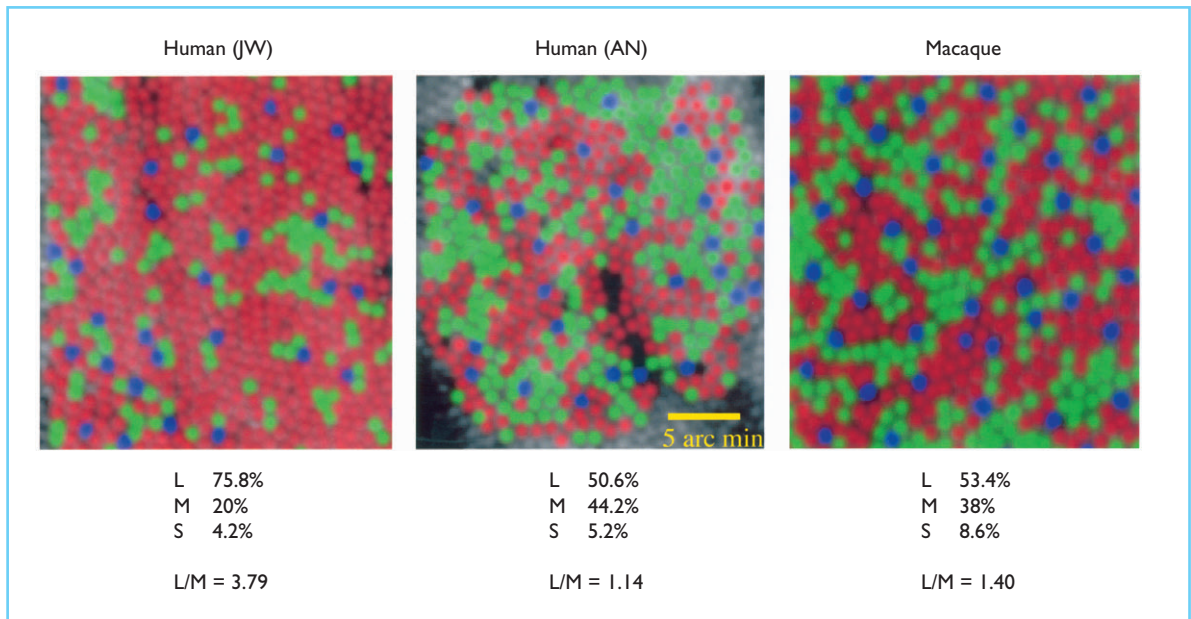 Human (JW) Human (AN) Macaque
5 arc min
L 75.8% L 50.6% L 53.4%
M 20% M 44.2% M 38%
S 4.2% S 5.2% S 8.6%
L/M = 3.79 L/M = 1.14 L/M = 1.40